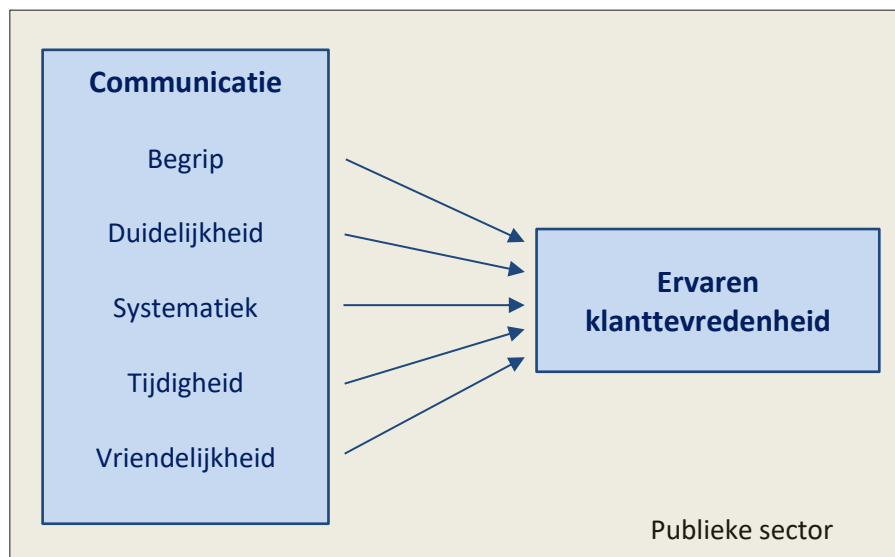 Communicatie
Begrip
Duidelijkheid
Systematiek
Tijdigheid
Vriendelijkheid
Ervaren
klanttevredenheid
Publieke sector